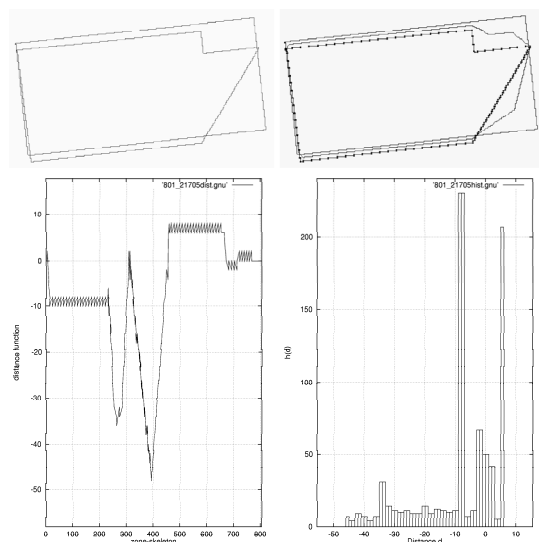 '801_21705dist.gnu'
10
0
-10
-20
-30
-40
-50
distance function
0 100 200 300 400 500 600 700 800
zone-skeleton
'801_21705hist.gnu'
200
150
100
50
0
h(d)
-60 -50 -40 -30 -20 -10 0 10
Distance d